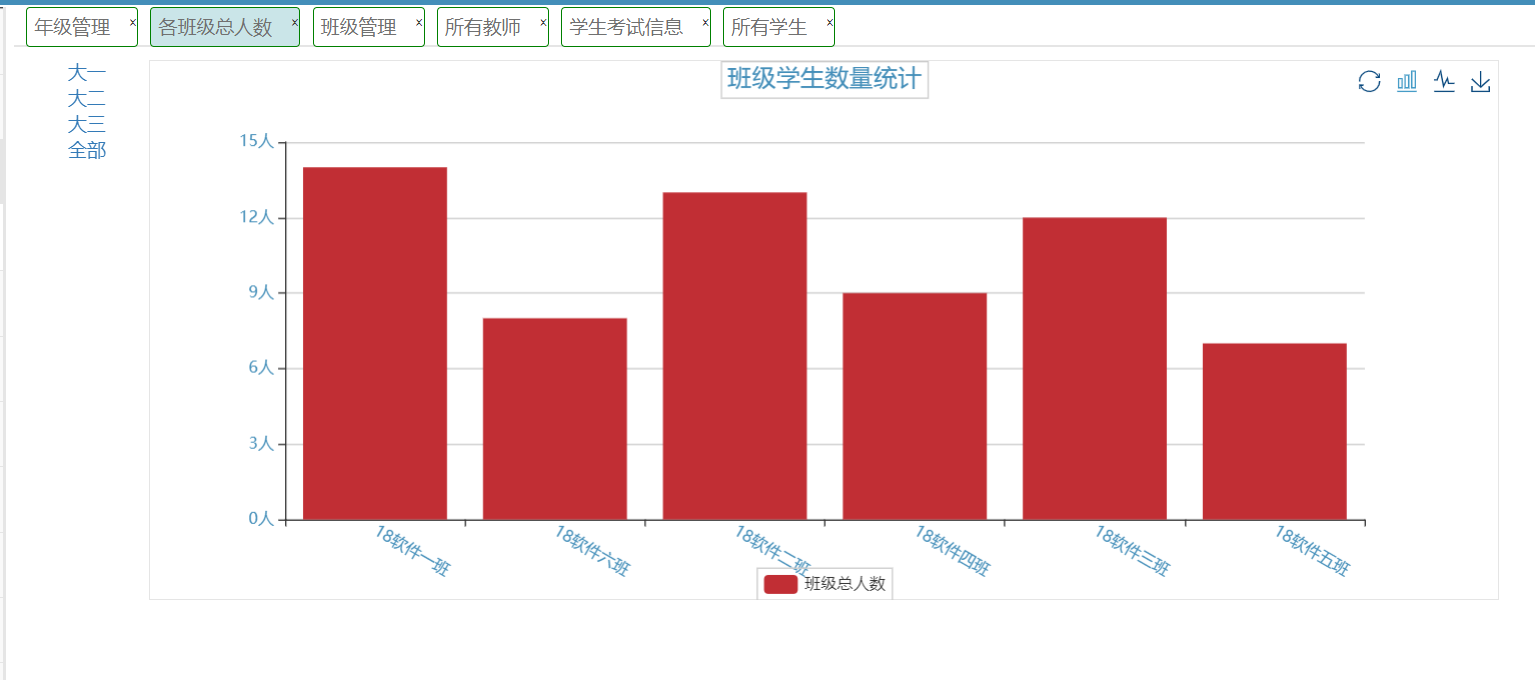 年级管理 x
各班级总人数 x
班级管理 x
所有教师 x
学生考试信息 x
所有学生 x
大一
大二
大三
全部
班级学生数量统计
15人
12人
9人
6人
3人
0人
18软件一班
18软件六班
18软件二班
18软件四班
18软件三班
18软件五班
班级总人数